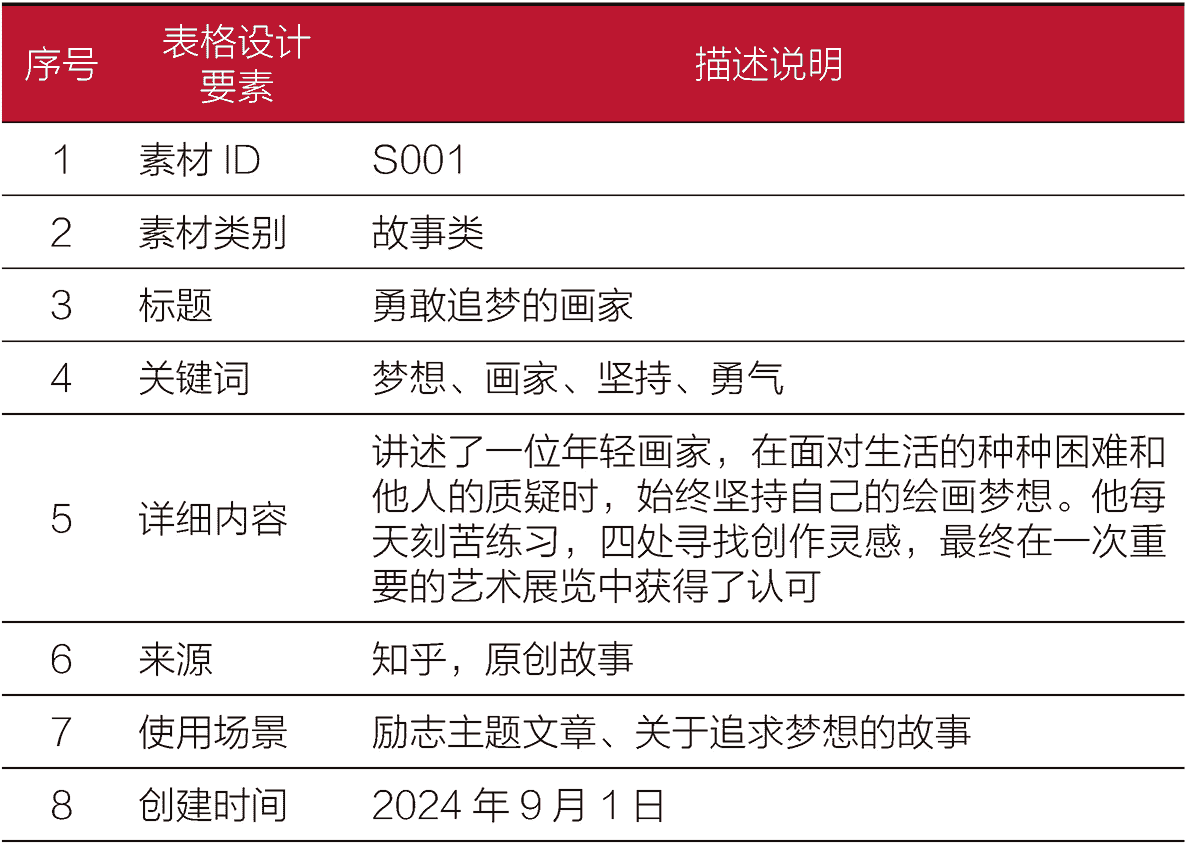 序号 表格设计要素 描述说明
1 素材 ID S001
2 素材类别 故事类
3 标题 勇敢追梦的画家
4 关键词 梦想、画家、坚持、勇气
5 详细内容 讲述了一位年轻画家，在面对生活的种种困难和
他人的质疑时，始终坚持自己的绘画梦想。他每
天刻苦练习，四处寻找创作灵感，最终在一次重
要的艺术展览中获得了认可
6 来源 知乎，原创故事
7 使用场景 励志主题文章、关于追求梦想的故事
8 创建时间 2024 年 9 月 1 日